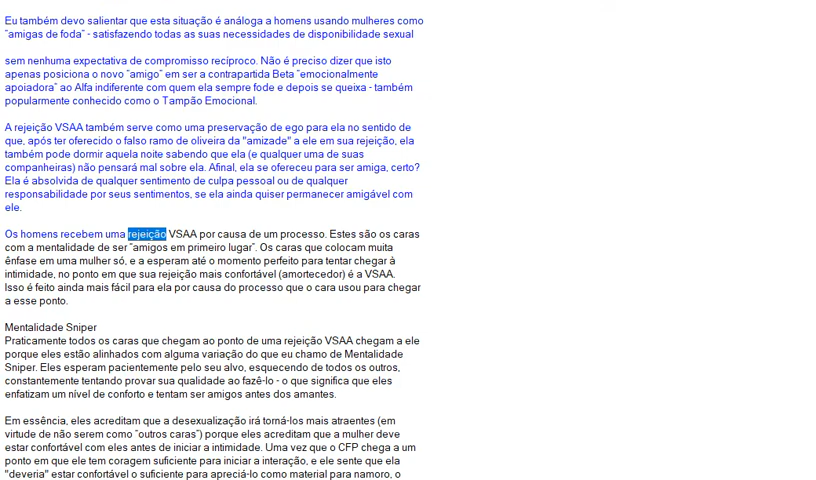 Eu também devo salientar que esta situação é análoga a homens usando mulheres como
"amigas de foda" - satisfazendo todas as suas necessidades de disponibilidade sexual
sem nenhuma expectativa de compromisso recíproco. Não é preciso dizer que isto
apenas posiciona o novo "amigo" em ser a contrapartida Beta "emocionalmente
apoiadora" ao Alfa indiferente com quem ela sempre fode e depois se queixa - também
popularmente conhecido como o Tampão Emocional.
A rejeição VSAA também serve como uma preservação de ego para ela no sentido de
que, após ter oferecido o falso ramo de oliveira da "amizade" a ele em sua rejeição, ela
também pode dormir aquela noite sabendo que ela (e qualquer uma de suas
companheiras) não pensará mal sobre ela. Afinal, ela se ofereceu para ser amiga, certo?
Ela é absolvida de qualquer sentimento de culpa pessoal ou de qualquer
responsabilidade por seus sentimentos, se ela ainda quiser permanecer amigável com
ele.
Os homens recebem uma rejeição VSAA por causa de um processo. Estes são os caras
com a mentalidade de ser "amigos em primeiro lugar". Os caras que colocam muita
ênfase em uma mulher só, e a esperam até o momento perfeito para tentar chegar à
intimidade, no ponto em que sua rejeição mais confortável (amortecedor) é a VSAA.
Isso é feito ainda mais fácil para ela por causa do processo que o cara usou para chegar
a esse ponto.
Mentalidade Sniper
Praticamente todos os caras que chegam ao ponto de uma rejeição VSAA chegam a ele
porque eles estão alinhados com alguma variação do que eu chamo de Mentalidade
Sniper. Eles esperam pacientemente pelo seu alvo, esquecendo de todos os outros,
constantemente tentando provar sua qualidade ao fazê-lo - o que significa que eles
enfatizam um nível de conforto e tentam ser amigos antes dos amantes.
Em essência, eles acreditam que a desexualização irá torná-los mais atraentes (em
virtude de não serem como "outros caras") porque eles acreditam que a mulher deve
estar confortável com eles antes de iniciar a intimidade. Uma vez que o CFP chega a um
ponto em que ele tem coragem suficiente para iniciar a interação, e ele sente que ela
"deveria" estar confortável o suficiente para apreciá-lo como material para namoro, o